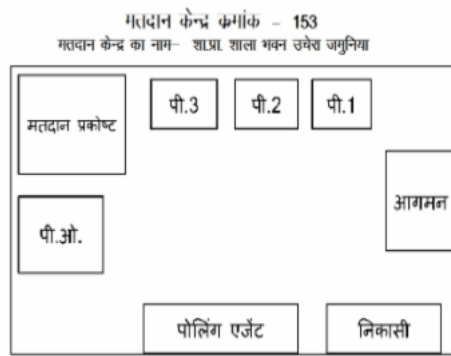 मतदान केन्द्र क्रमांक - 153
मतदान केन्द्र का नाम- शा.प्रा. शाला भवन उचेरा जमुनिया
मतदान प्रकोष्ट
पी.3
पी.2
पी.1
आगमन
पी.ओ.
पोलिंग एजेंट
निकासी